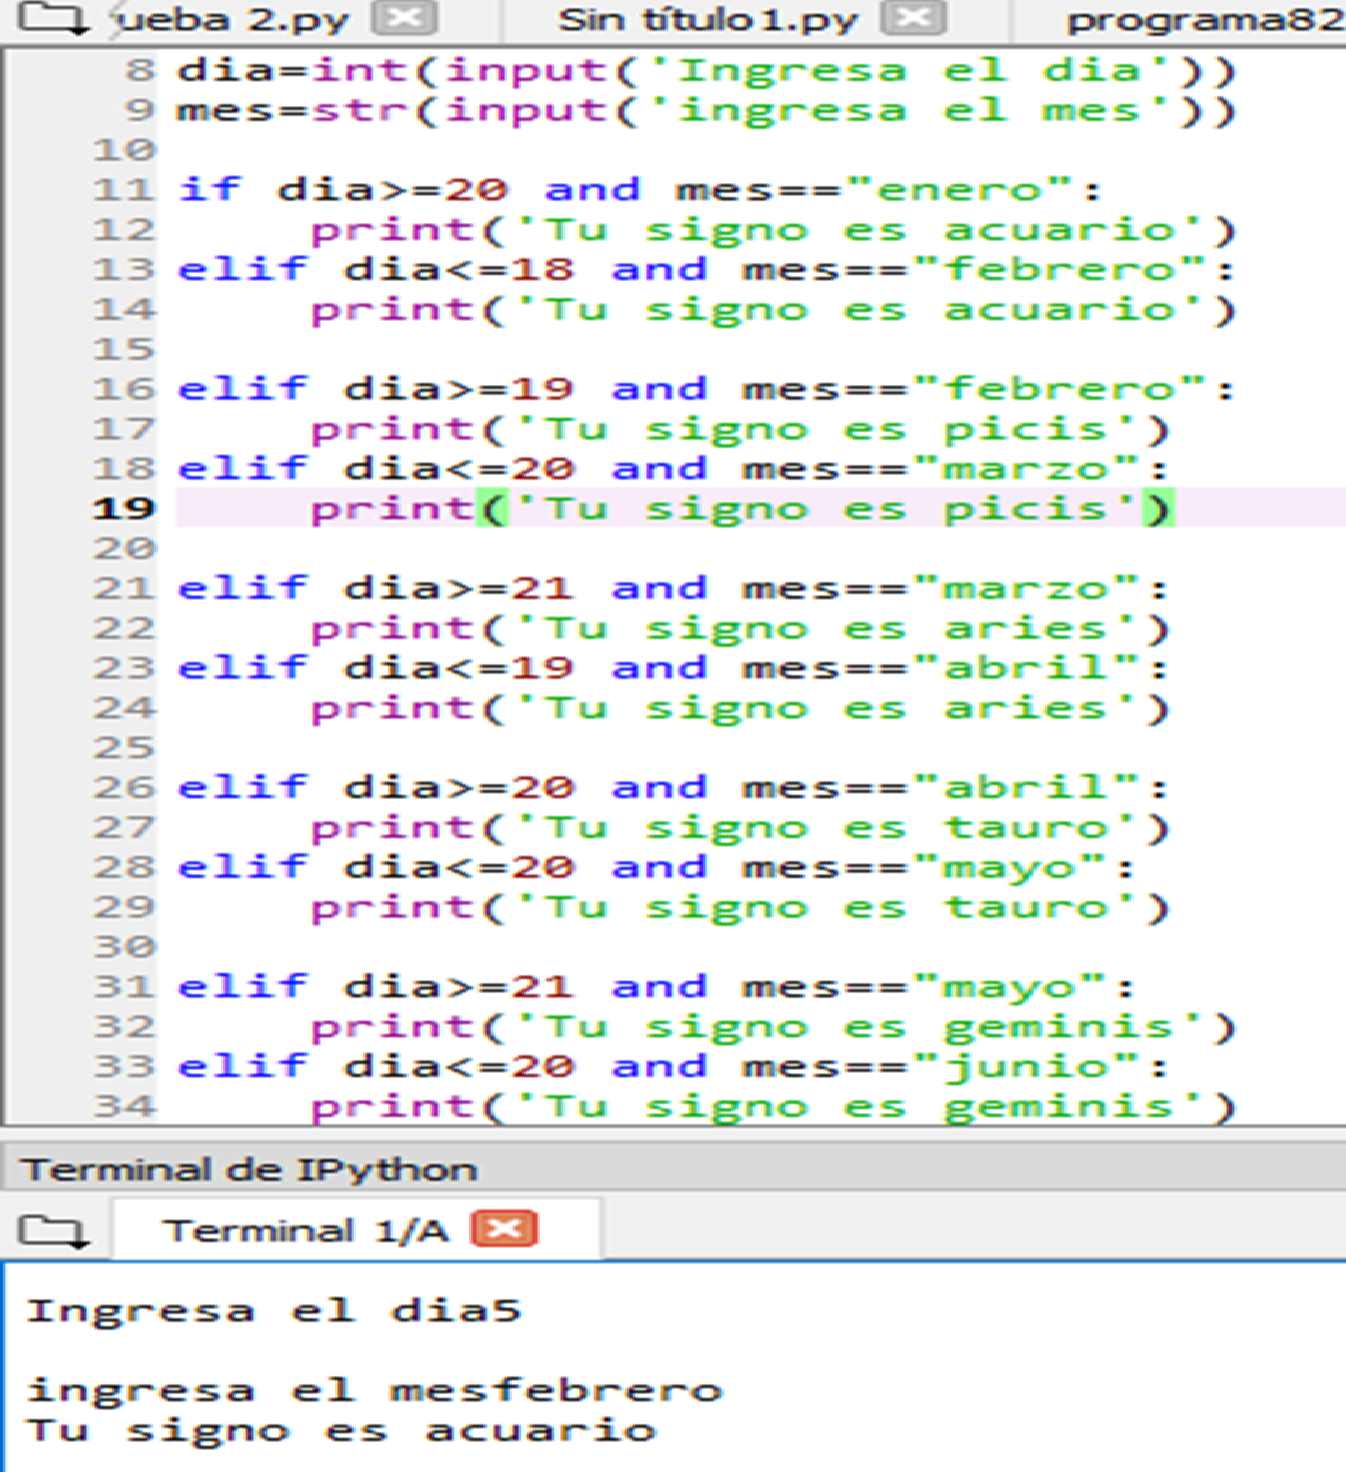 ueba 2.py Sin título1.py programa82
8 dia=int(input('Ingresa el dia'))
9 mes=str(input('ingresa el mes'))
10
11 if dia>=20 and mes=="enero":
12     print('Tu signo es acuario')
13 elif dia<=18 and mes=="febrero":
14     print('Tu signo es acuario')
15
16 elif dia>=19 and mes=="febrero":
17     print('Tu signo es picis')
18 elif dia<=20 and mes=="marzo":
19     print('Tu signo es picis')
20
21 elif dia>=21 and mes=="marzo":
22     print('Tu signo es aries')
23 elif dia<=19 and mes=="abril":
24     print('Tu signo es aries')
25
26 elif dia>=20 and mes=="abril":
27     print('Tu signo es tauro')
28 elif dia<=20 and mes=="mayo":
29     print('Tu signo es tauro')
30
31 elif dia>=21 and mes=="mayo":
32     print('Tu signo es geminis')
33 elif dia<=20 and mes=="junio":
34     print('Tu signo es geminis')
Terminal de IPython
Terminal 1/A
Ingresa el dia5
ingresa el mesfebrero
Tu signo es acuario